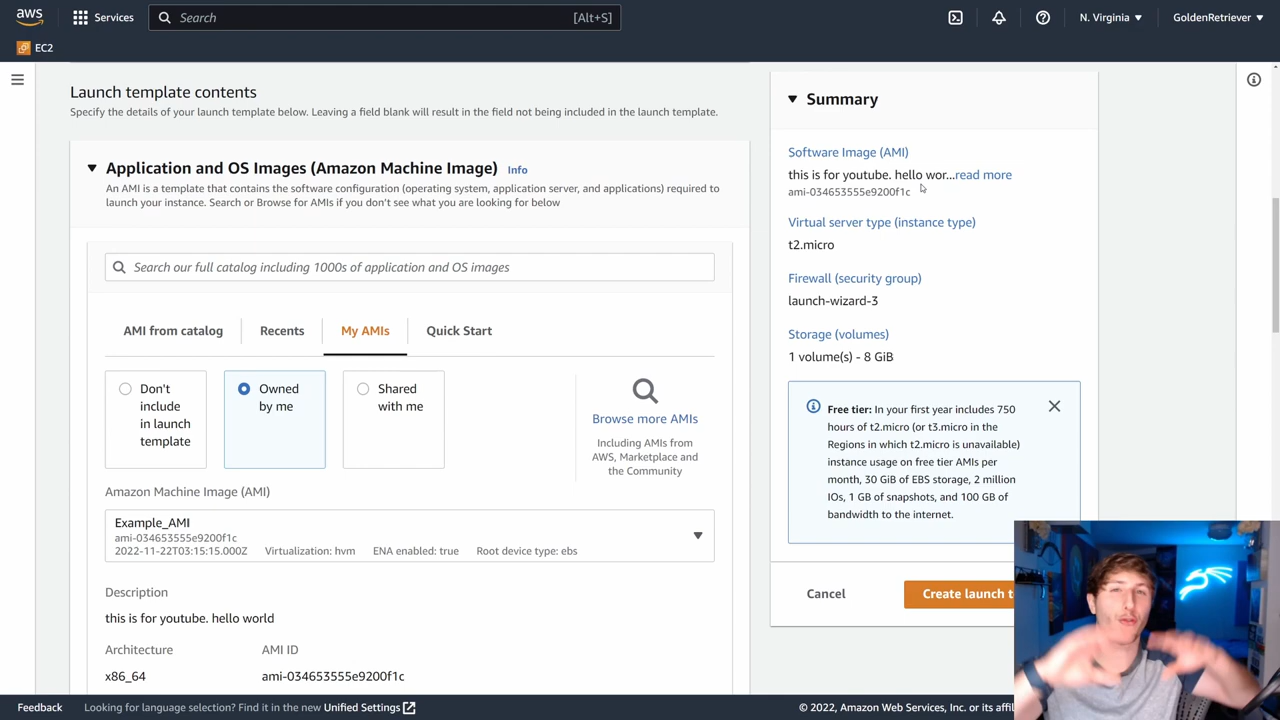 aws
Services
Search
[Alt+S]
N. Virginia
GoldenRetriever
EC2
Launch template contents
Specify the details of your launch template below. Leaving a field blank will result in the field not being included in the launch template.
Application and OS Images (Amazon Machine Image)
Info
An AMI is a template that contains the software configuration (operating system, application server, and applications) required to
launch your instance. Search or Browse for AMIs if you don't see what you are looking for below
Search our full catalog including 1000s of application and OS images
AMI from catalog
Recents
My AMIs
Quick Start
Don't
include
in launch
template
Owned
by me
Shared
with me
Browse more AMIs
Including AMIs from
AWS, Marketplace and
the Community
Amazon Machine Image (AMI)
Example_AMI
ami-034653555e9200f1c
2022-11-22T03:15:15.000Z Virtualization: hvm ENA enabled: true Root device type: ebs
Description
this is for youtube. hello world
Architecture
AMI ID
x86_64
ami-034653555e9200f1c
Summary
Software Image (AMI)
this is for youtube. hello wor...read more
ami-034653555e9200f1c
Virtual server type (instance type)
t2.micro
Firewall (security group)
launch-wizard-3
Storage (volumes)
1 volume(s) - 8 GiB
Free tier: In your first year includes 750
hours of t2.micro (or t3.micro in the
Regions in which t2.micro is unavailable)
instance usage on free tier AMIs per
month, 30 GiB of EBS storage, 2 million
IOs, 1 GB of snapshots, and 100 GB of
bandwidth to the internet.
Cancel
Create launch t
Feedback
Looking for language selection? Find it in the new Unified Settings
© 2022, Amazon Web Services, Inc. or its affil